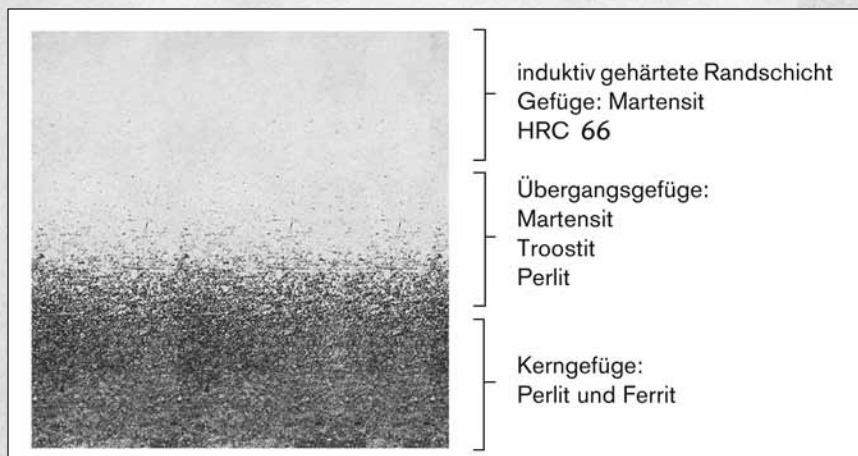 induktiv gehärtete Randschicht
Gefüge: Martensit
HRC 66
Übergangsgefüge:
Martensit
Troostit
Perlit
Kerngefüge:
Perlit und Ferrit